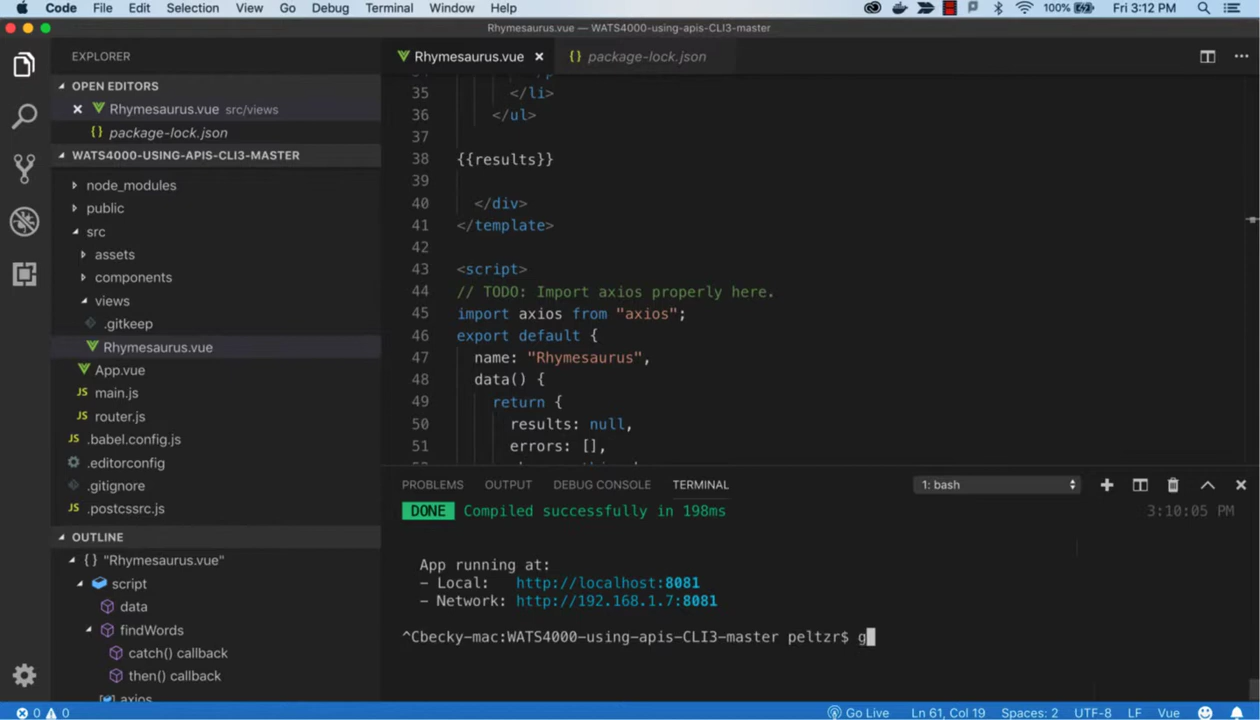 Code File Edit Selection View Go Debug Terminal Window Help 100% Fri 3:12 PM
Rhymesaurus.vue — WATS4000-using-apis-CLI3-master
EXPLORER
OPEN EDITORS
Rhymesaurus.vue src/views
{} package-lock.json
WATS4000-USING-APIS-CLI3-MASTER
node_modules
public
src
assets
components
views
.gitkeep
Rhymesaurus.vue
App.vue
JS main.js
JS router.js
JS .babel.config.js
.editorconfig
.gitignore
JS .postcssrc.js
OUTLINE
{} "Rhymesaurus.vue"
script
data
findWords
catch() callback
then() callback
axios
Rhymesaurus.vue
{} package-lock.json
35 </li>
36 </ul>
37
38 {{results}}
39
40 </div>
41 </template>
42
43 <script>
44 // TODO: Import axios properly here.
45 import axios from "axios";
46 export default {
47 name: "Rhymesaurus",
48 data() {
49 return {
50 results: null,
51 errors: [],
PROBLEMS OUTPUT DEBUG CONSOLE TERMINAL 1: bash
DONE Compiled successfully in 198ms 3:10:05 PM
App running at:
- Local: http://localhost:8081
- Network: http://192.168.1.7:8081
^Cbecky-mac:WATS4000-using-apis-CLI3-master peltzr$ g
0 0 Go Live Ln 61, Col 19 Spaces: 2 UTF-8 LF Vue